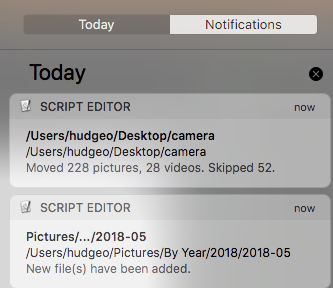 Today
Notifications
Today
SCRIPT EDITOR
now
/Users/hudgeo/Desktop/camera
/Users/hudgeo/Desktop/camera
Moved 228 pictures, 28 videos. Skipped 52.
SCRIPT EDITOR
now
Pictures/.../2018-05
/Users/hudgeo/Pictures/By Year/2018/2018-05
New file(s) have been added.